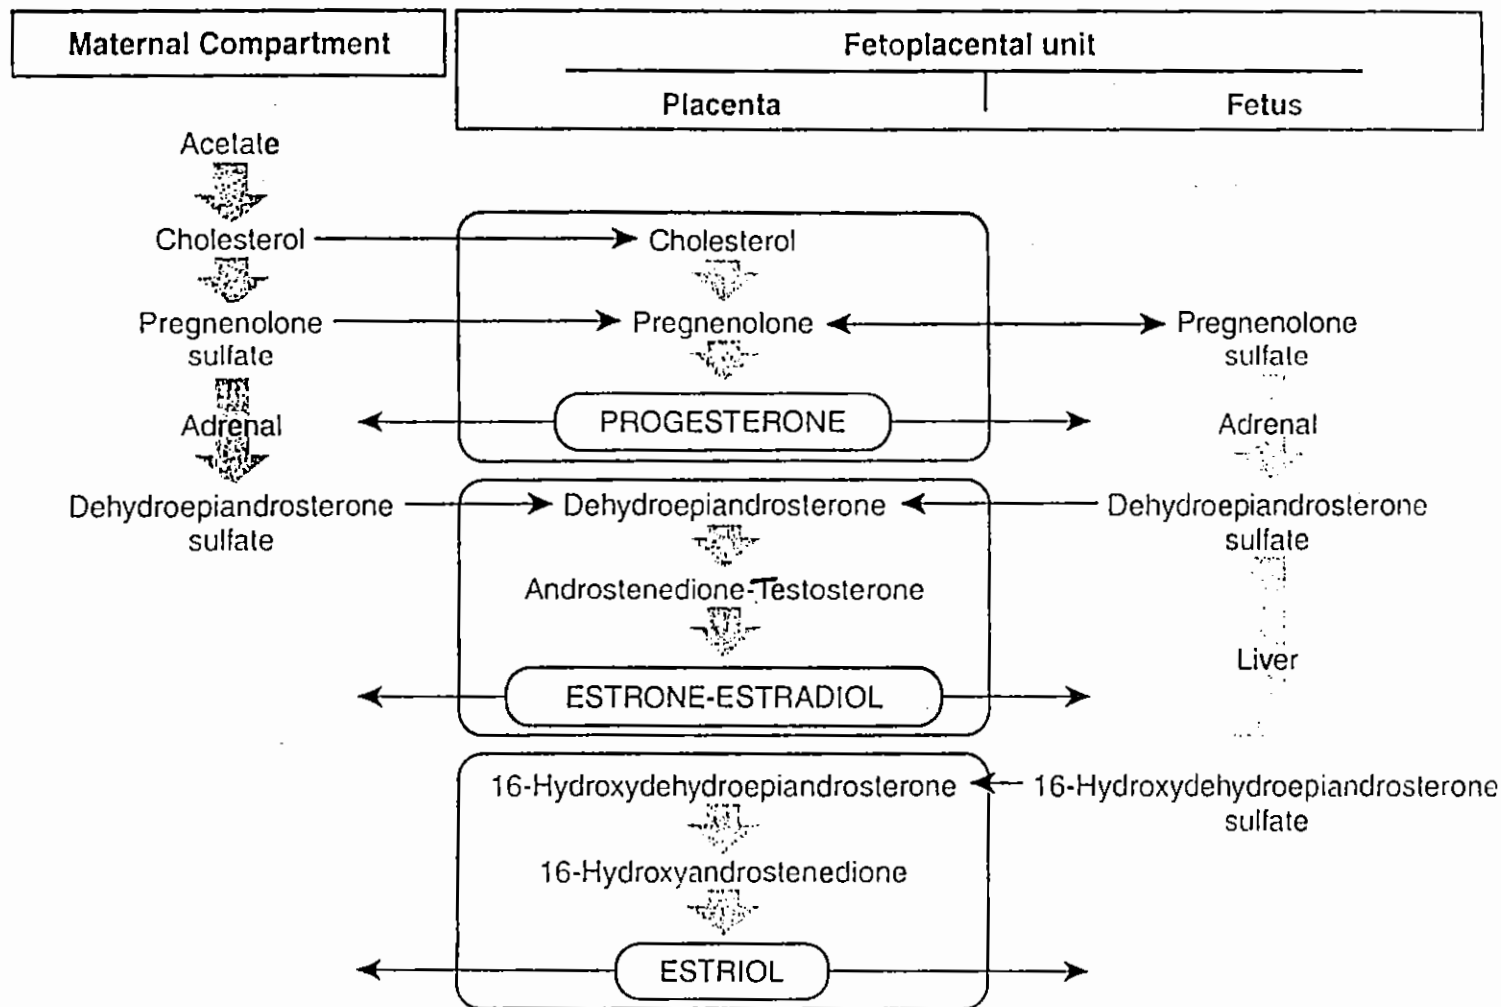 Maternal Compartment
Fetoplacental unit
Placenta
Fetus
Acetate
Cholesterol
Cholesterol
Pregnenolone
sulfate
Pregnenolone
Pregnenolone
sulfate
Adrenal
PROGESTERONE
Adrenal
Dehydroepiandrosterone
sulfate
Dehydroepiandrosterone
Dehydroepiandrosterone
sulfate
Androstenedione-Testosterone
Liver
ESTRONE-ESTRADIOL
16-Hydroxydehydroepiandrosterone
16-Hydroxydehydroepiandrosterone
sulfate
16-Hydroxyandrostenedione
ESTRIOL